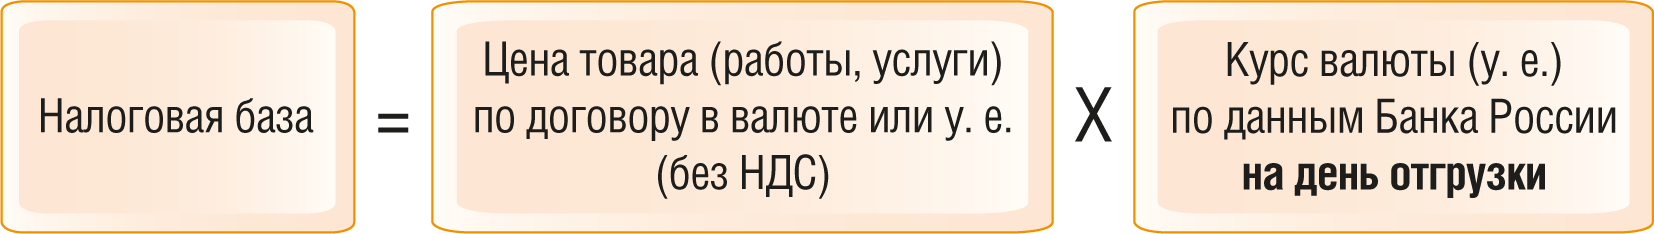 Налоговая база
=
Цена товара (работы, услуги)
по договору в валюте или у. е.
(без НДС)
X
Курс валюты (у. е.)
по данным Банка России
на день отгрузки